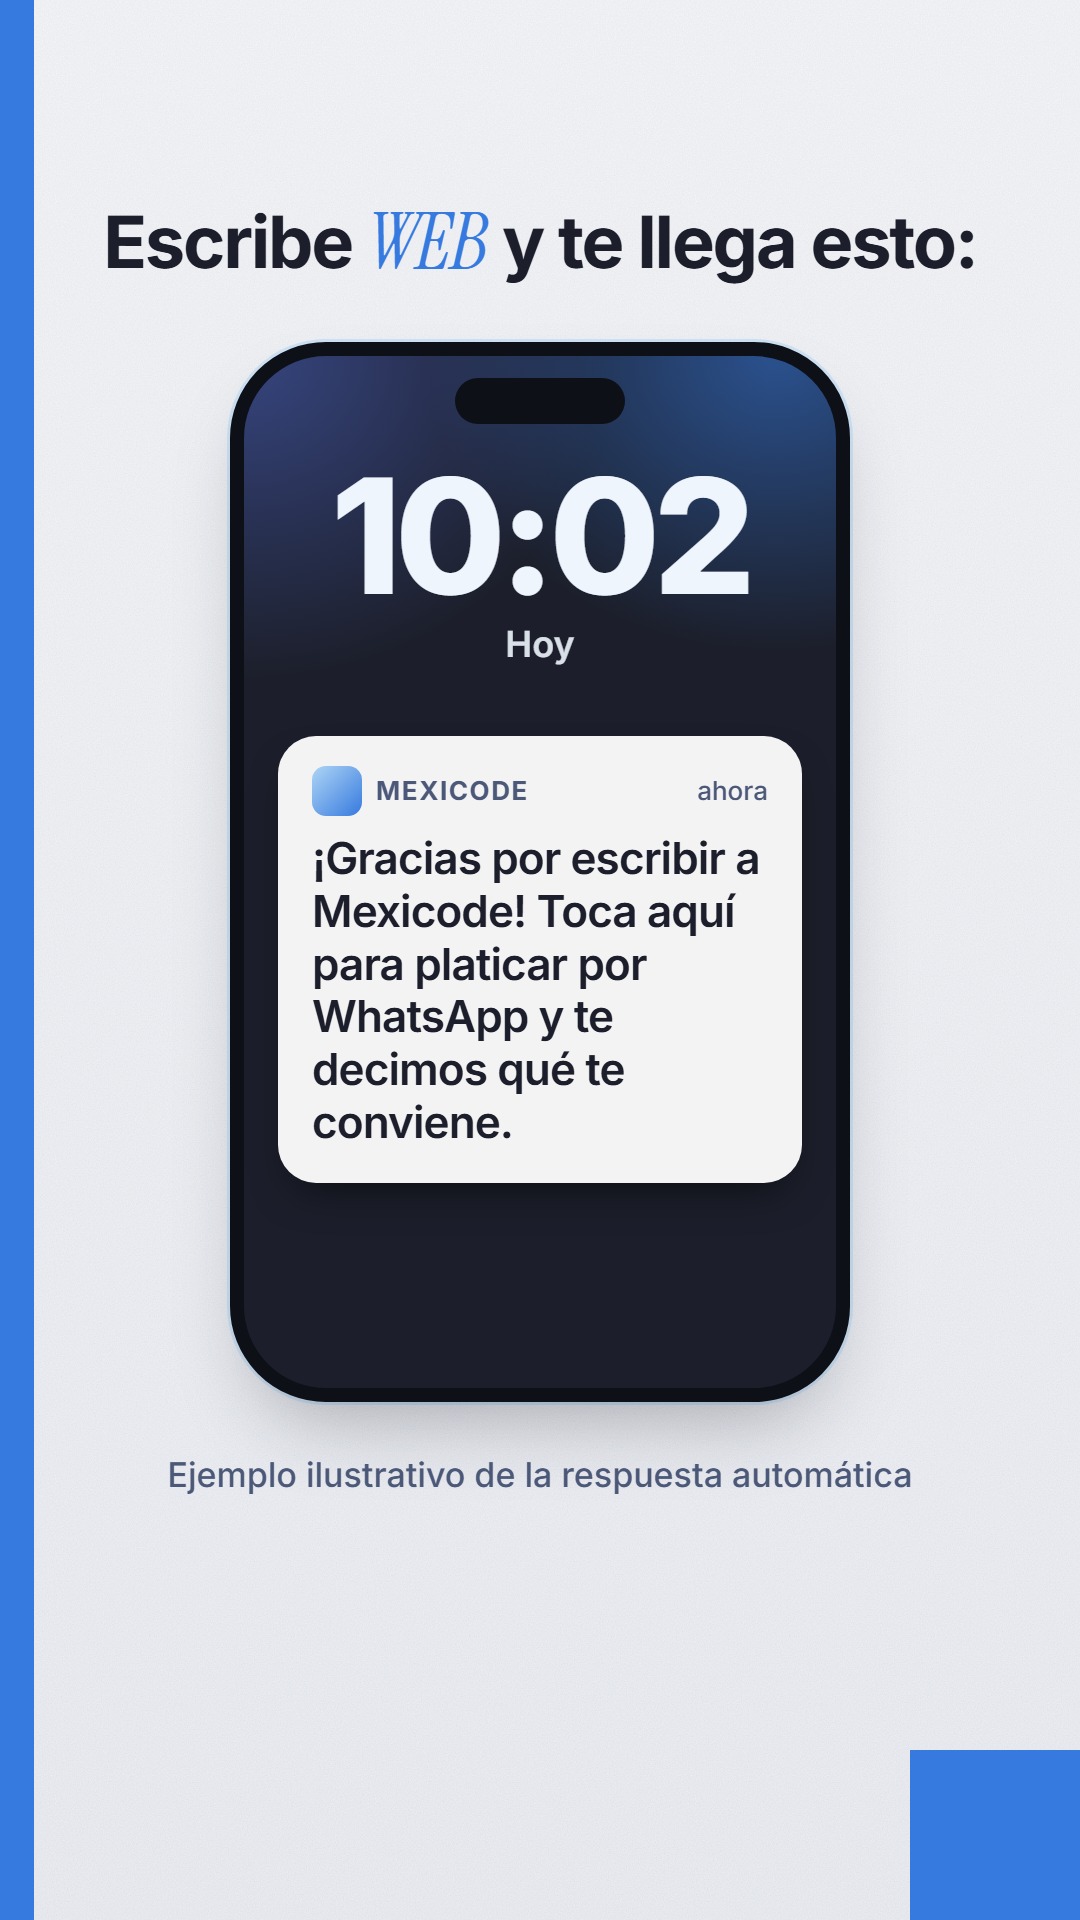 Escribe WEB y te llega esto:
10:02
Hoy
MEXICODE ahora
¡Gracias por escribir a
Mexicode! Toca aquí
para platicar por
WhatsApp y te
decimos qué te
conviene.
Ejemplo ilustrativo de la respuesta automática